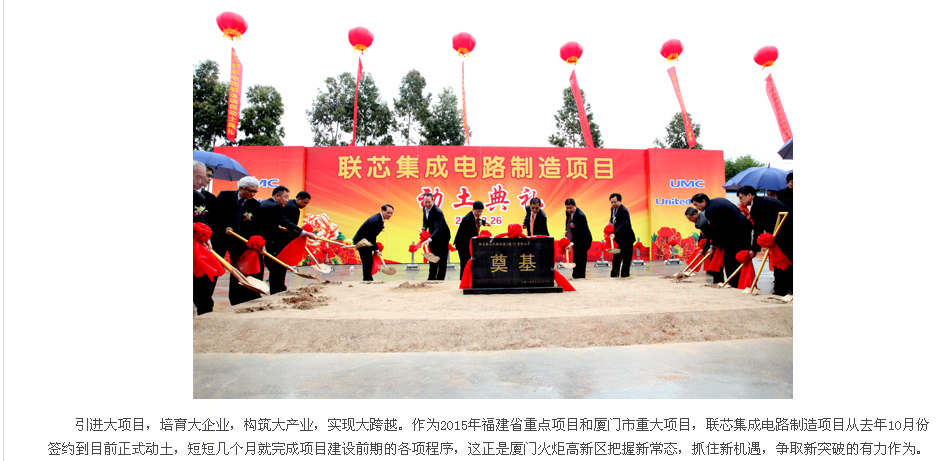 联芯集成电路制造项目
动土典礼
UMC
UMC
奠基
引进大项目，培育大企业，构筑大产业，实现大跨越。作为2015年福建省重点项目和厦门市重大项目，联芯集成电路制造项目从去年10月份
签约到目前正式动土，短短几个月就完成项目建设前期的各项程序，这正是厦门火炬高新区把握新常态，抓住新机遇，争取新突破的有力作为。